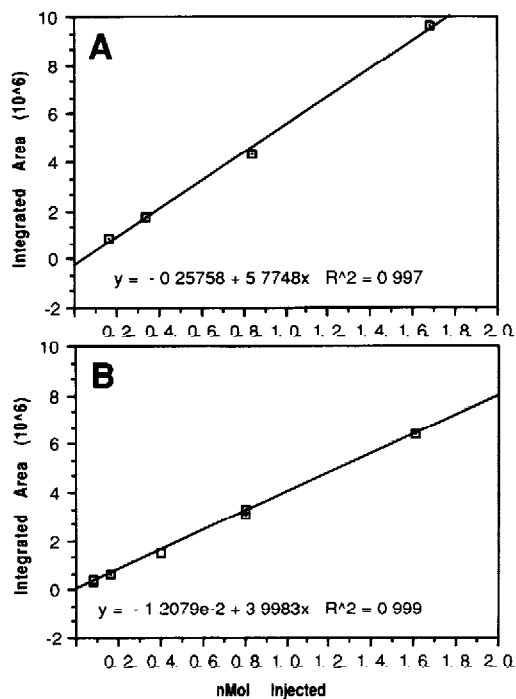 A
Integrated Area (10^6)
10
8
6
4
2
0
-2
y = - 0 25758 + 5 7748x R^2 = 0 997
0. 2. 0. 4. 0. 6. 0. 8. 1. 0. 1. 2. 1. 4. 1. 6. 1. 8. 2. 0.
B
Integrated Area (10^6)
10
8
6
4
2
0
-2
y = - 1 2079e-2 + 3 9983x R^2 = 0 999
0. 2. 0. 4. 0. 6. 0. 8. 1. 0. 1. 2. 1. 4. 1. 6. 1. 8. 2. 0.
nMol Injected